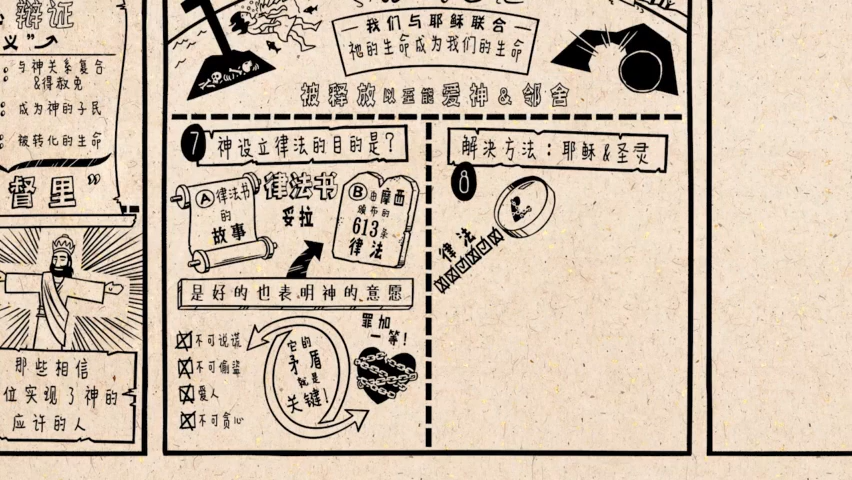 辩证
义”
与神关系复合
&得赦免
成为神的子民
被转化的生命
督里”
那些相信
位实现了神的
应许的人
我们与耶稣联合
祂的生命成为我们的生命
被释放以至能爱神&邻舍
7 神设立律法的目的是？
A 律法书
的
故事
律法书
妥拉
B 由摩西
颁布的
613条
律法
是好的也表明神的意愿
不可说谎
不可偷盗
爱人
不可贪心
它的
矛盾
就是
关键！
罪加
一等！
解决方法：耶稣&圣灵
8
律法